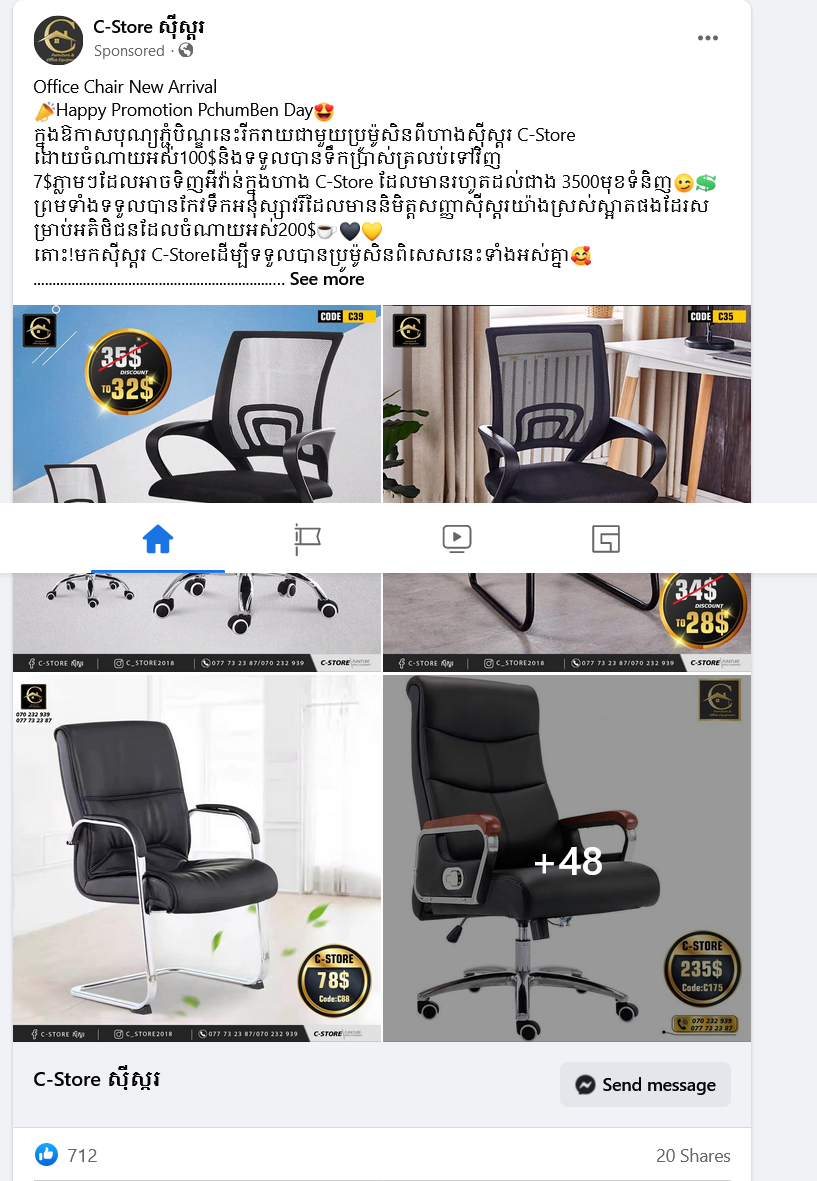 C-Store ស៊ីស្តរ
Sponsored
Office Chair New Arrival
🎉Happy Promotion PchumBen Day😍
ក្នុងឱកាសបុណ្យភ្ជុំបិណ្ឌនេះរីករាយជាមួយប្រូម៉ូសិនពីហាងស៊ីស្តរ C-Store
ដោយចំណាយអស់100$និងទទួលបានទឹកប្រាស់ត្រលប់ទៅវិញ
7$ភ្លាមៗដែលអាចទិញអីវ៉ាន់ក្នុងហាង C-Store ដែលមានរហូតដល់ជាង 3500មុខទំនិញ😉💲
ព្រមទាំងទទួលបានកែវទឹកអនុស្សាវរីដែលមាននិមិត្តសញ្ញាស៊ីស្តរយ៉ាងស្រស់ស្អាតផងដែរស
ម្រាប់អតិថិជនដែលចំណាយអស់200$☕🖤💛
តោះ!មកស៊ីស្តរ C-Storeដើម្បីទទួលបានប្រូម៉ូសិនពិសេសនេះទាំងអស់គ្នា🥰
................................................................ See more
CODE C39
35$
DISCOUNT
TO 32$
CODE C35
34$
DISCOUNT
TO 28$
C-STORE ស៊ីស្តរ C_STORE2018 077 73 23 87/070 232 939 C-STORE
C-STORE ស៊ីស្តរ C_STORE2018 077 73 23 87/070 232 939 C-STORE
070 232 939
077 73 23 87
C-STORE
78$
Code:C88
C-STORE ស៊ីស្តរ C_STORE2018 077 73 23 87/070 232 939 C-STORE
+48
C-STORE
235$
Code:C175
070 232 939
077 73 23 87
C-Store ស៊ីស្តរ
Send message
712
20 Shares